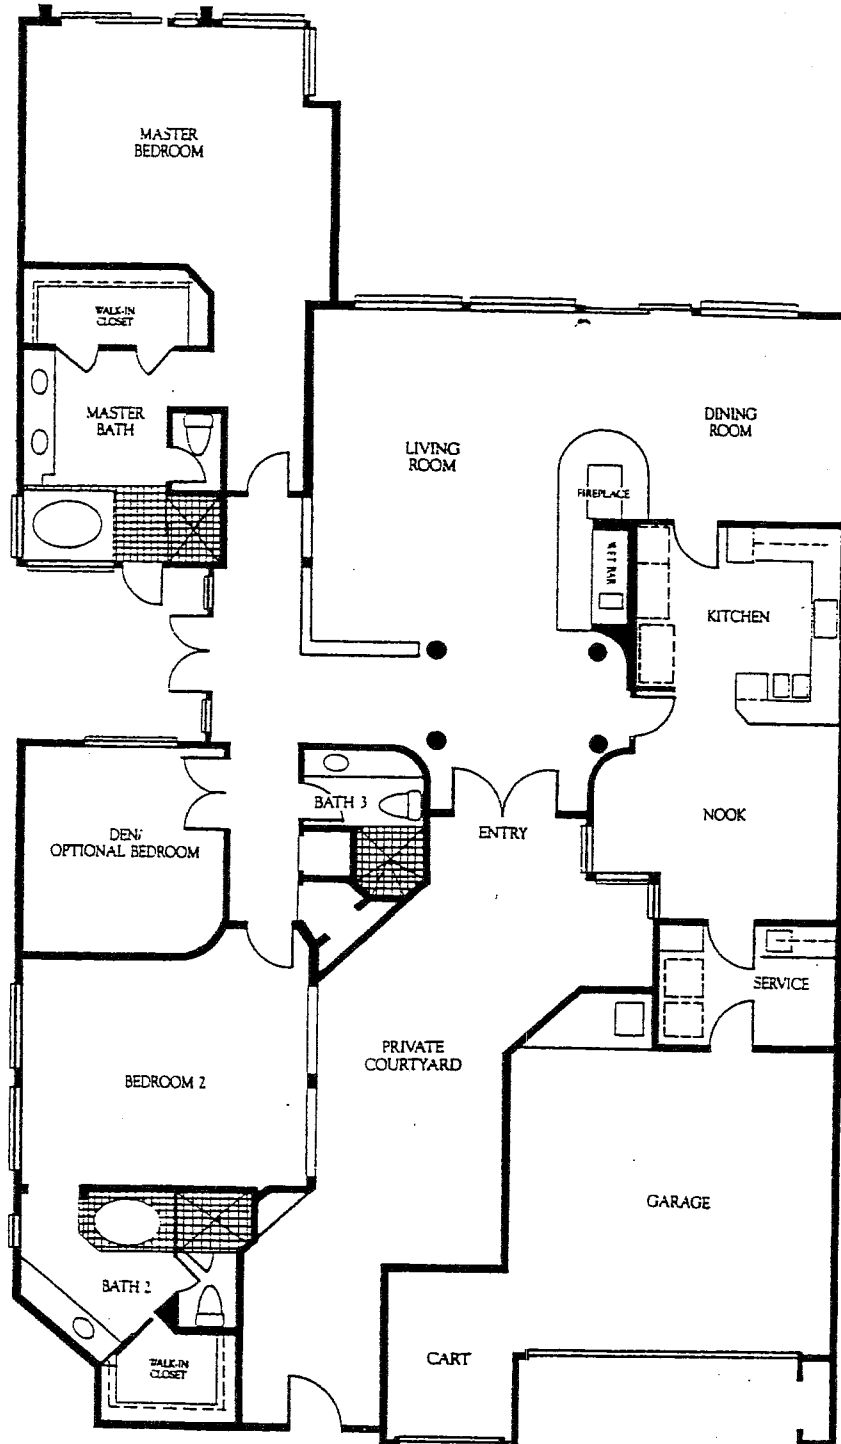 MASTER
BEDROOM
WALK-IN
CLOSET
MASTER
BATH
LIVING
ROOM
DINING
ROOM
FIREPLACE
WET BAR
KITCHEN
BATH 3
ENTRY
NOOK
DEN/
OPTIONAL BEDROOM
SERVICE
PRIVATE
COURTYARD
BEDROOM 2
GARAGE
BATH 2
WALK-IN
CLOSET
CART